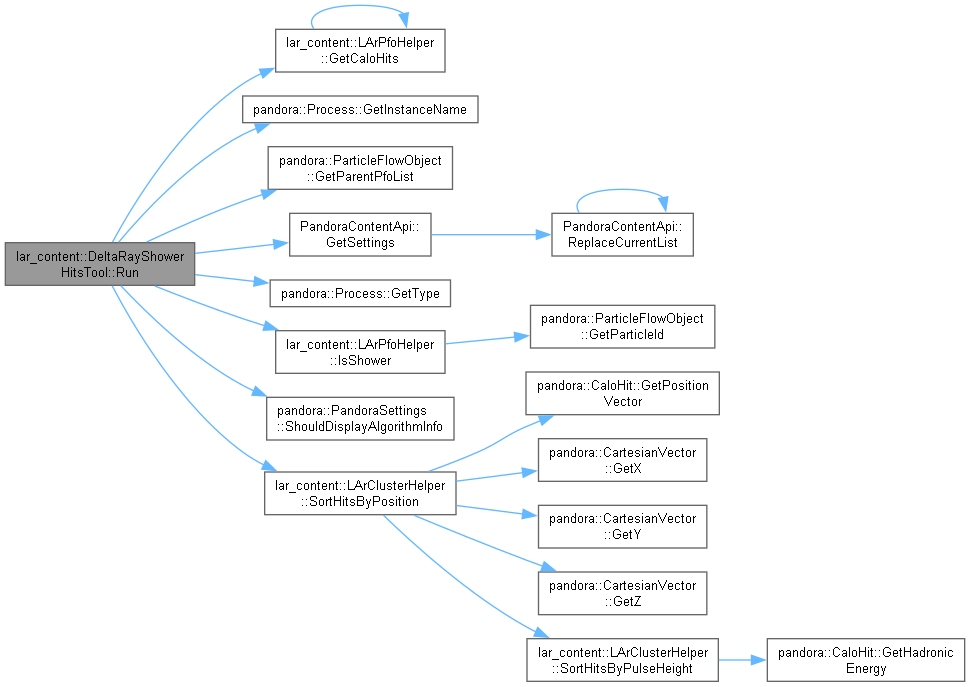 lar_content::LArPfoHelper
::GetCaloHits
pandora::Process::GetInstanceName
pandora::ParticleFlowObject
::GetParentPfoList
PandoraContentApi::
GetSettings
PandoraContentApi::
ReplaceCurrentList
lar_content::DeltaRayShower
HitsTool::Run
pandora::Process::GetType
lar_content::LArPfoHelper
::IsShower
pandora::ParticleFlowObject
::GetParticleId
pandora::PandoraSettings
::ShouldDisplayAlgorithmInfo
lar_content::LArClusterHelper
::SortHitsByPosition
pandora::CaloHit::GetPosition
Vector
pandora::CartesianVector
::GetX
pandora::CartesianVector
::GetY
pandora::CartesianVector
::GetZ
lar_content::LArClusterHelper
::SortHitsByPulseHeight
pandora::CaloHit::GetHadronic
Energy